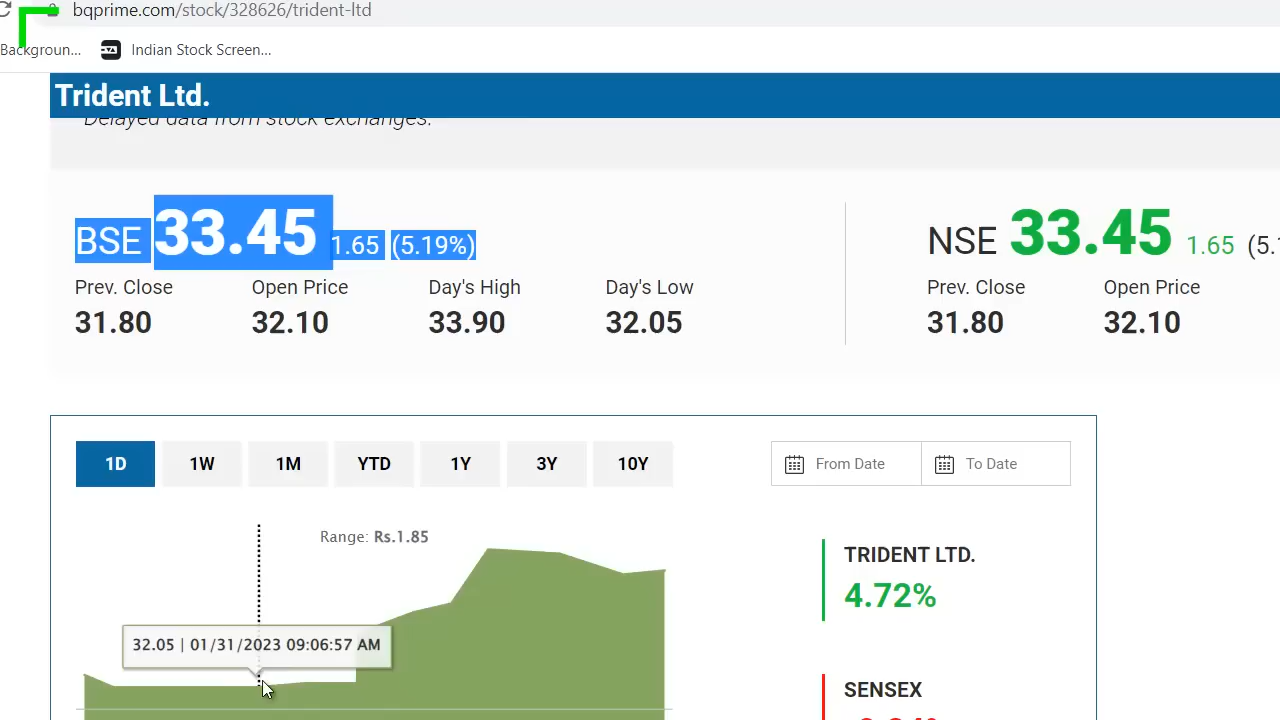 bqprime.com/stock/328626/trident-ltd
Backgroun... Indian Stock Screen...
Trident Ltd.
Delayed data from stock exchanges.
BSE 33.45 1.65 (5.19%)
Prev. Close Open Price Day's High Day's Low
31.80 32.10 33.90 32.05
NSE 33.45 1.65 (5.1
Prev. Close Open Price
31.80 32.10
1D 1W 1M YTD 1Y 3Y 10Y
From Date To Date
Range: Rs.1.85
32.05 | 01/31/2023 09:06:57 AM
TRIDENT LTD.
4.72%
SENSEX